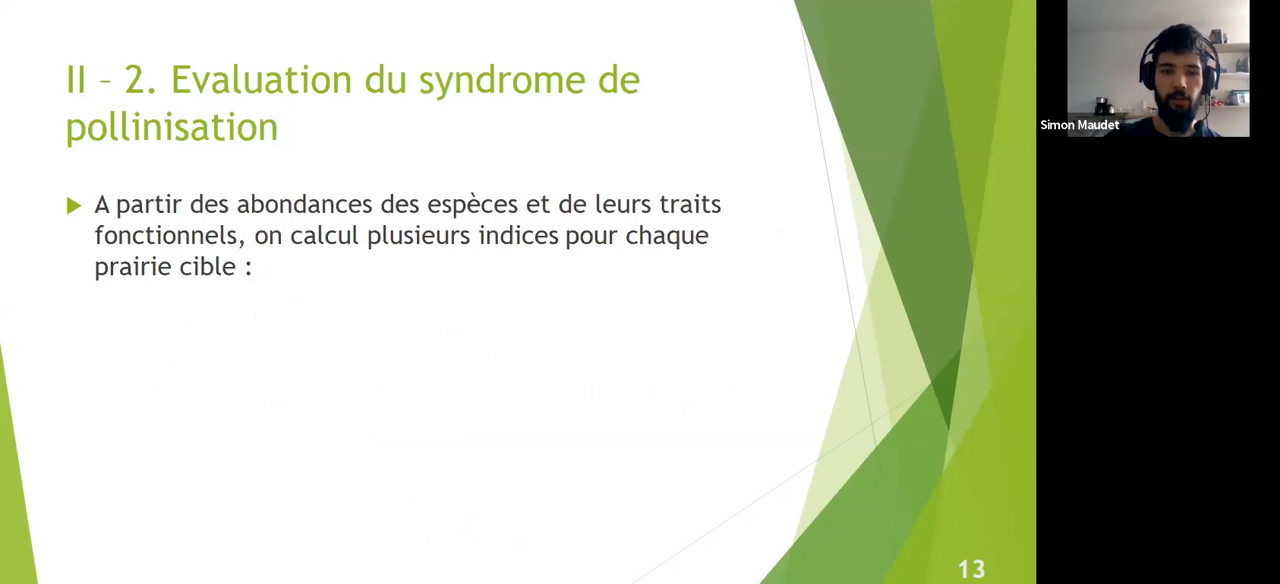 II – 2. Evaluation du syndrome de
pollinisation
A partir des abondances des espèces et de leurs traits
fonctionnels, on calcul plusieurs indices pour chaque
prairie cible :
13
Simon Maudet